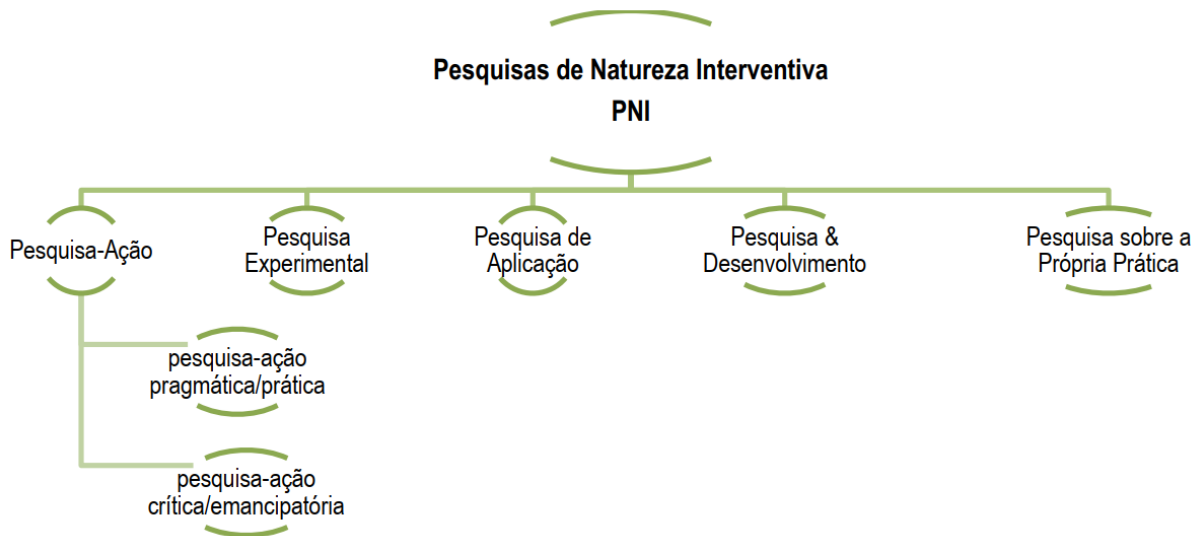 Pesquisas de Natureza Interventiva
PNI
Pesquisa-Ação
Pesquisa
Experimental
Pesquisa de
Aplicação
Pesquisa &
Desenvolvimento
Pesquisa sobre a
Própria Prática
pesquisa-ação
pragmática/prática
pesquisa-ação
crítica/emancipatória